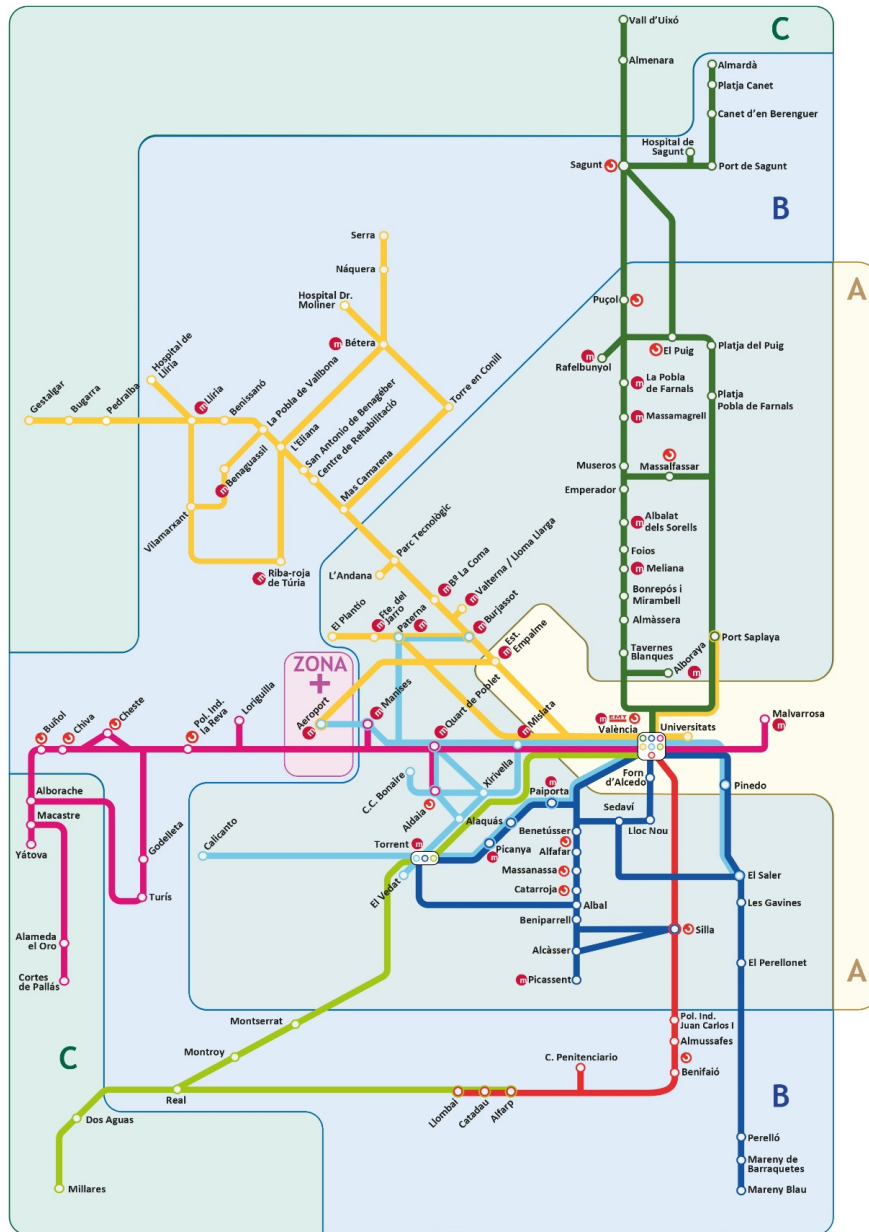 C
Vall d'Uixó
Almenara
Almardà
Platja Canet
Canet d'en Berenguer
Hospital de
Sagunt
Sagunt
Port de Sagunt
B
Serra
Náquera
Hospital Dr.
Moliner
m
Bétera
A
Puçol
m
Rafelbunyol
El Puig
Platja del Puig
m
La Pobla
de Farnals
Platja
Pobla de Farnals
m
Massamagrell
Museros
Massalfassar
Emperador
m
Albalat
dels Sorells
Foios
m
Meliana
Bonrepós i
Mirambell
Almàssera
Tavernes
Blanques
Alboraya
m
Port Saplaya
Gestalgar
Bugarra
Pedralba
Hospital de
Llíria
m
Llíria
Benissanó
La Pobla de Vallbona
L'Eliana
San Antonio de Benagéber
Centre de Rehabilitació
Mas Camarena
Torre en Conill
m
Benaguassil
Vilamarxant
m
Riba-roja
de Túria
Parc Tecnològic
L'Andana
m
Bº La Coma
m
Valterna / Lloma Llarga
m
Burjassot
El Plantío
m
Fte. del
Jarro
Paterna
m
m
Est.
Empalme
ZONA
+
Aeroport
m
m
Manises
m
Quart de Poblet
m
Mislata
m
EMT
València
Universitats
m
Malvarrosa
Buñol
Chiva
Cheste
Pol. Ind.
la Reva
Loriguilla
Alborache
Macastre
Yátova
Godelleta
Turís
Alameda
el Oro
Cortes
de Pallás
C.C. Bonaire
Xirivella
Aldaia
Alaquás
Calicanto
Torrent
m
El Vedat
m
Picanya
Paiporta
m
Forn
d'Alcedo
Sedaví
Lloc Nou
Pinedo
Benetússer
Alfafar
Massanassa
Catarroja
Albal
Beniparrell
Alcàsser
m
Picassent
Silla
El Saler
Les Gavines
El Perellonet
A
Pol. Ind.
Juan Carlos I
Almussafes
Benifaió
C. Penitenciario
Llombai
Catadau
Alfarp
Montserrat
Montroy
Real
Dos Aguas
Millares
C
B
Perelló
Mareny de
Barraquetes
Mareny Blau